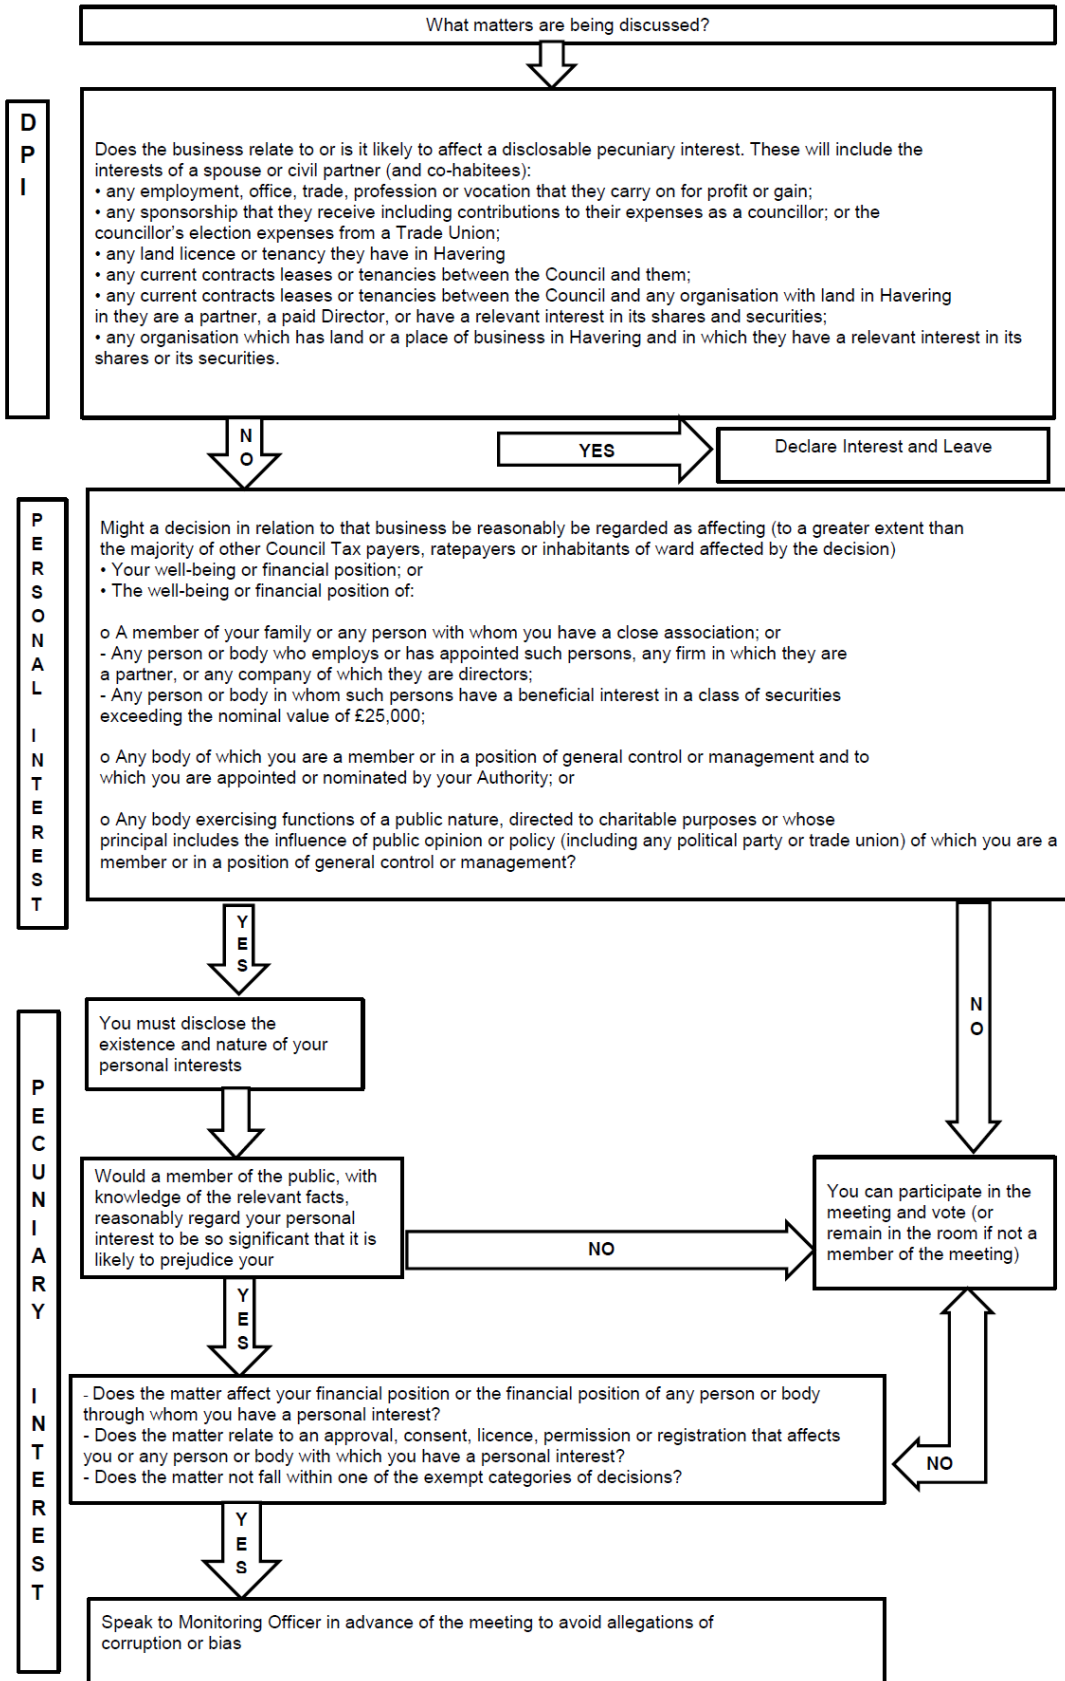 What matters are being discussed?
D
P
I
Does the business relate to or is it likely to affect a disclosable pecuniary interest. These will include the
interests of a spouse or civil partner (and co-habitees):
• any employment, office, trade, profession or vocation that they carry on for profit or gain;
• any sponsorship that they receive including contributions to their expenses as a councillor; or the
councillor's election expenses from a Trade Union;
• any land licence or tenancy they have in Havering
• any current contracts leases or tenancies between the Council and them;
• any current contracts leases or tenancies between the Council and any organisation with land in Havering
in they are a partner, a paid Director, or have a relevant interest in its shares and securities;
• any organisation which has land or a place of business in Havering and in which they have a relevant interest in its
shares or its securities.
N
O
YES
Declare Interest and Leave
P
E
R
S
O
N
A
L
I
N
T
E
R
E
S
T
Might a decision in relation to that business be reasonably be regarded as affecting (to a greater extent than
the majority of other Council Tax payers, ratepayers or inhabitants of ward affected by the decision)
• Your well-being or financial position; or
• The well-being or financial position of:
o A member of your family or any person with whom you have a close association; or
- Any person or body who employs or has appointed such persons, any firm in which they are
a partner, or any company of which they are directors;
- Any person or body in whom such persons have a beneficial interest in a class of securities
exceeding the nominal value of £25,000;
o Any body of which you are a member or in a position of general control or management and to
which you are appointed or nominated by your Authority; or
o Any body exercising functions of a public nature, directed to charitable purposes or whose
principal includes the influence of public opinion or policy (including any political party or trade union) of which you are a
member or in a position of general control or management?
Y
E
S
N
O
You must disclose the
existence and nature of your
personal interests
P
E
C
U
N
I
A
R
Y
I
N
T
E
R
E
S
T
Would a member of the public, with
knowledge of the relevant facts,
reasonably regard your personal
interest to be so significant that it is
likely to prejudice your
NO
You can participate in the
meeting and vote (or
remain in the room if not a
member of the meeting)
Y
E
S
- Does the matter affect your financial position or the financial position of any person or body
through whom you have a personal interest?
- Does the matter relate to an approval, consent, licence, permission or registration that affects
you or any person or body with which you have a personal interest?
- Does the matter not fall within one of the exempt categories of decisions?
NO
Y
E
S
Speak to Monitoring Officer in advance of the meeting to avoid allegations of
corruption or bias